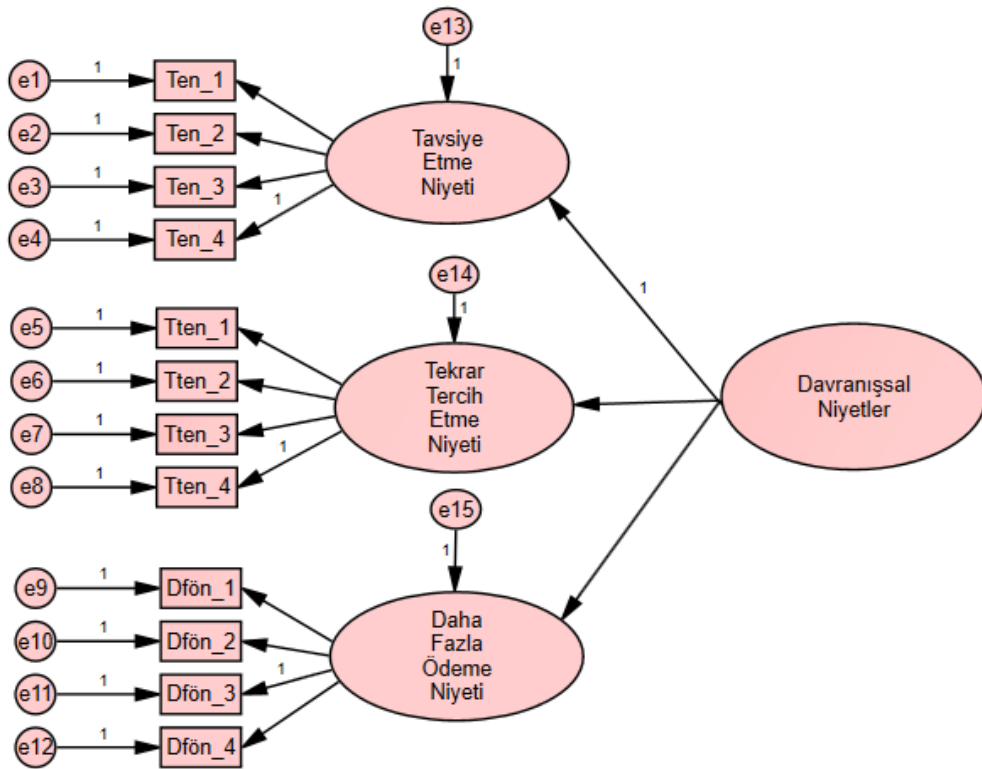 e13
1
e1
1
Ten_1
e2
1
Ten_2
e3
1
Ten_3
e4
1
Ten_4
1
Tavsiye
Etme
Niyeti
e14
1
e5
1
Tten_1
e6
1
Tten_2
e7
1
Tten_3
e8
1
Tten_4
1
Tekrar
Tercih
Etme
Niyeti
1
Davranışsal
Niyetler
e15
1
e9
1
Dfön_1
e10
1
Dfön_2
e11
1
Dfön_3
1
e12
1
Dfön_4
Daha
Fazla
Ödeme
Niyeti